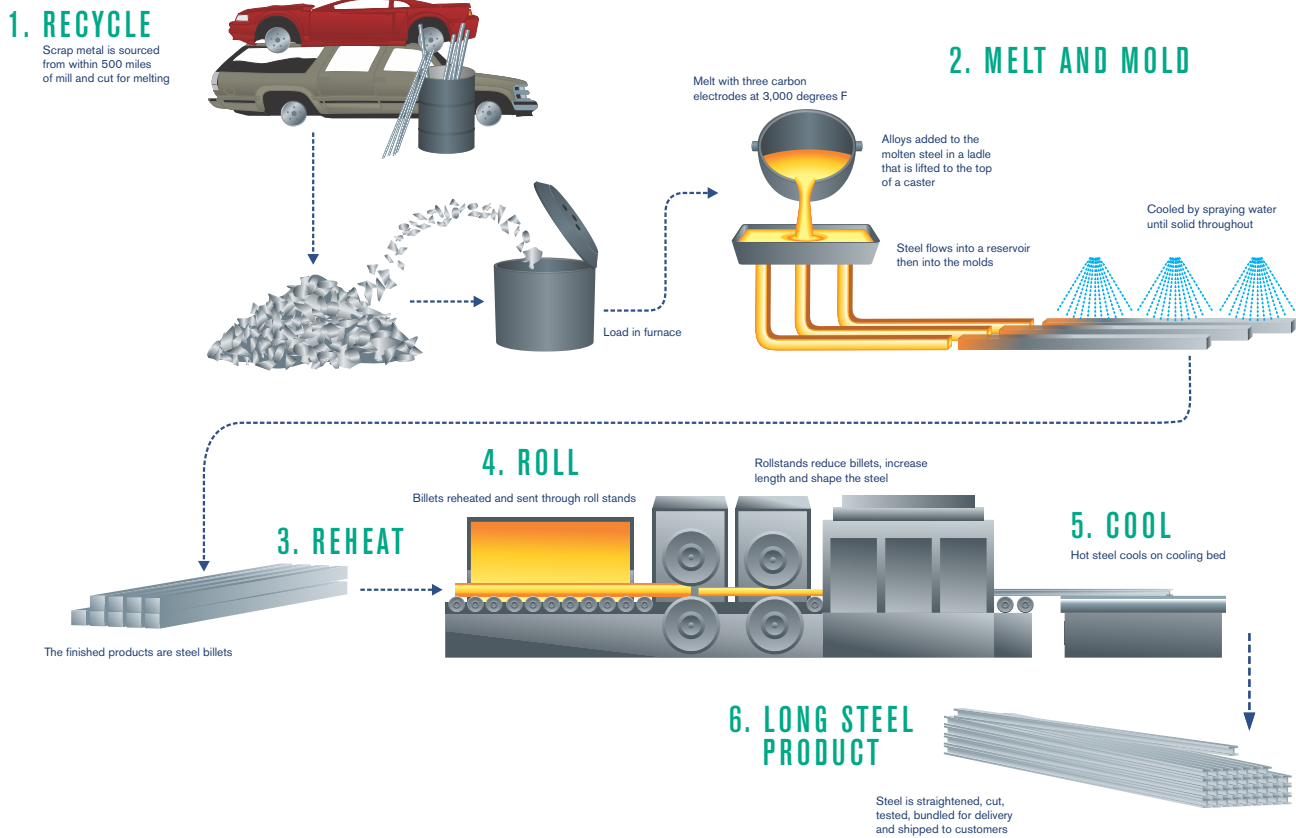 1. RECYCLE
Scrap metal is sourced
from within 500 miles
of mill and cut for melting
2. MELT AND MOLD
Melt with three carbon
electrodes at 3,000 degrees F
Alloys added to the
molten steel in a ladle
that is lifted to the top
of a caster
Cooled by spraying water
until solid throughout
Steel flows into a reservoir
then into the molds
Load in furnace
3. REHEAT
The finished products are steel billets
4. ROLL
Billets reheated and sent through roll stands
Rollstands reduce billets, increase
length and shape the steel
5. COOL
Hot steel cools on cooling bed
6. LONG STEEL
PRODUCT
Steel is straightened, cut,
tested, bundled for delivery
and shipped to customers